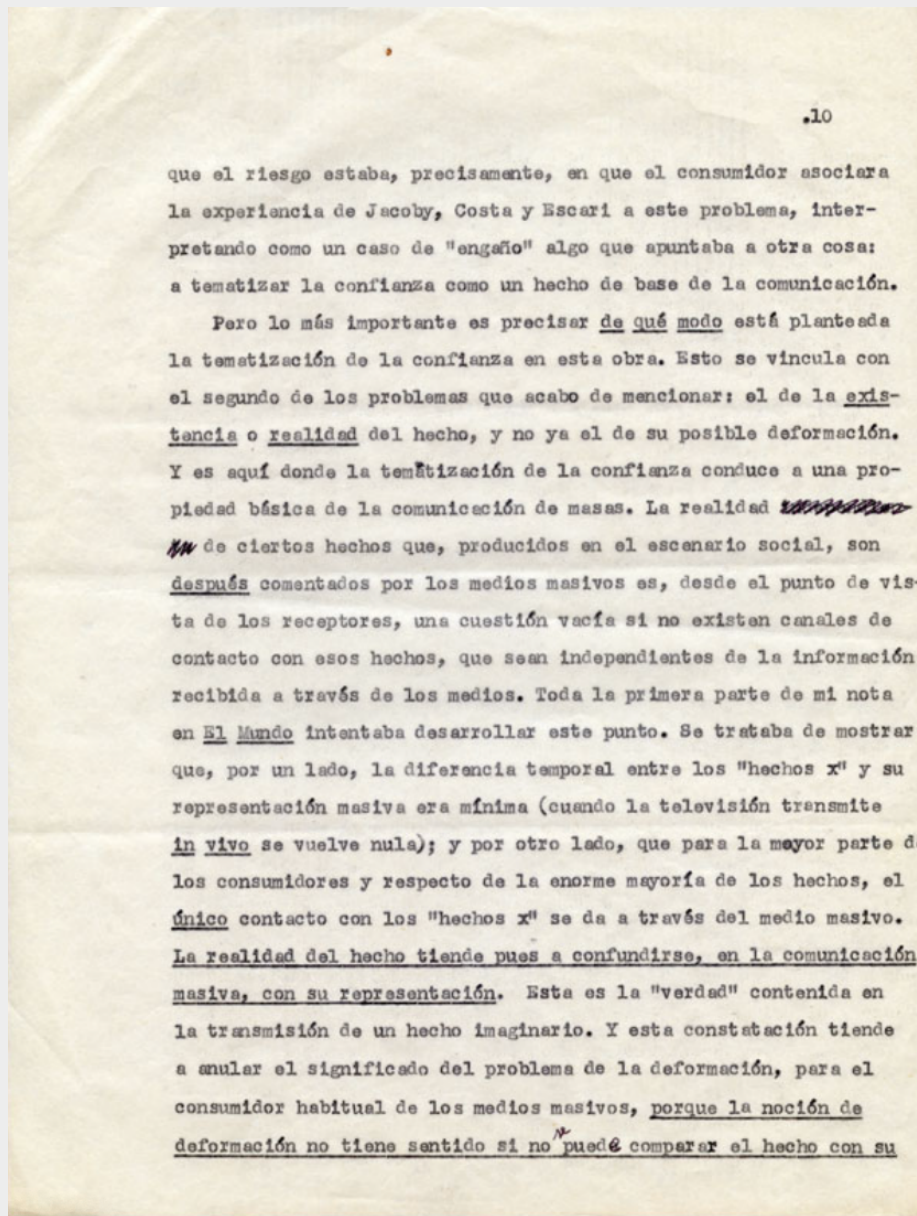 .10
que el riesgo estaba, precisamente, en que el consumidor asociara
la experiencia de Jacoby, Costa y Escari a este problema, inter-
pretando como un caso de "engaño" algo que apuntaba a otra cosa:
a tematizar la confianza como un hecho de base de la comunicación.
Pero lo más importante es precisar de qué modo está planteada
la tematización de la confianza en esta obra. Esto se vincula con
el segundo de los problemas que acabo de mencionar: el de la exis-
tencia o realidad del hecho, y no ya el de su posible deformación.
Y es aquí donde la tematización de la confianza conduce a una pro-
piedad básica de la comunicación de masas. La realidad
de ciertos hechos que, producidos en el escenario social, son
después comentados por los medios masivos es, desde el punto de vis-
ta de los receptores, una cuestión vacía si no existen canales de
contacto con esos hechos, que sean independientes de la información
recibida a través de los medios. Toda la primera parte de mi nota
en El Mundo intentaba desarrollar este punto. Se trataba de mostrar
que, por un lado, la diferencia temporal entre los "hechos x" y su
representación masiva era mínima (cuando la televisión transmite
in vivo se vuelve nula); y por otro lado, que para la mayor parte d
los consumidores y respecto de la enorme mayoría de los hechos, el
único contacto con los "hechos x" se da a través del medio masivo.
La realidad del hecho tiende pues a confundirse, en la comunicación
masiva, con su representación. Esta es la "verdad" contenida en
la transmisión de un hecho imaginario. Y esta constatación tiende
a anular el significado del problema de la deformación, para el
consumidor habitual de los medios masivos, porque la noción de
deformación no tiene sentido si no puede comparar el hecho con su